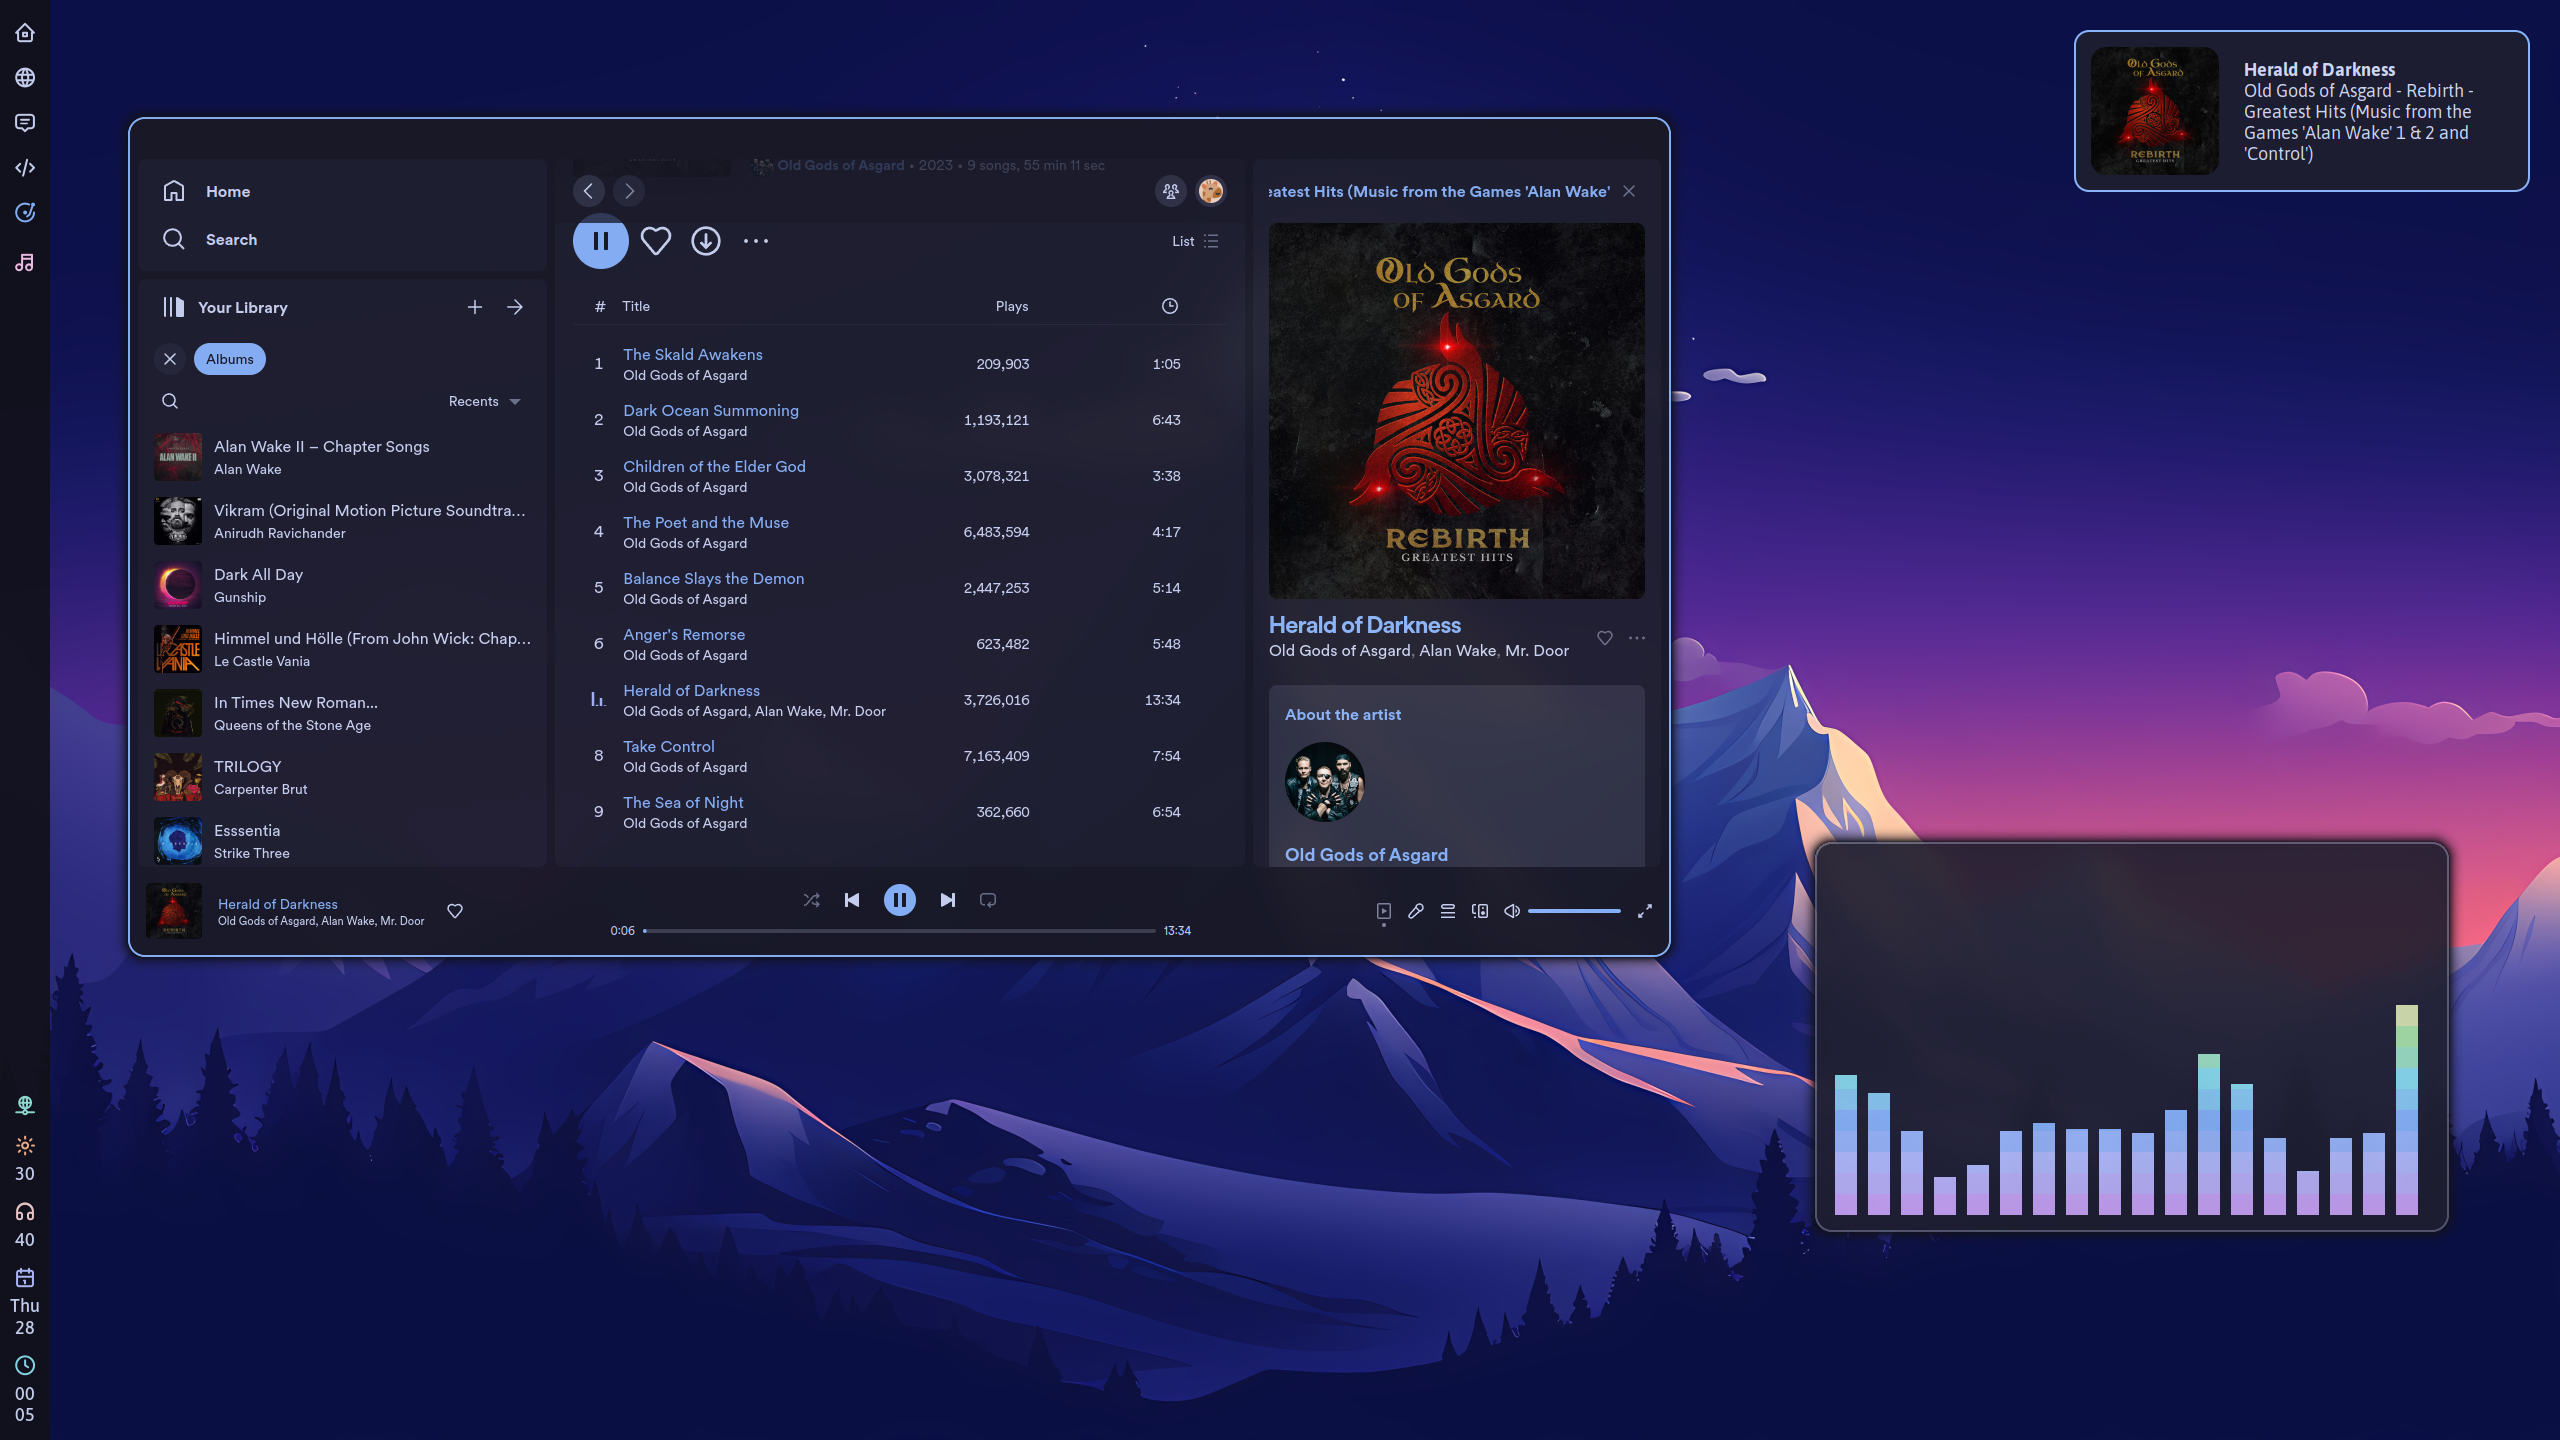 Home
Search
Your Library
Albums
Recents
Alan Wake II – Chapter Songs
Alan Wake
Vikram (Original Motion Picture Soundtra...
Anirudh Ravichander
Dark All Day
Gunship
Himmel und Hölle (From John Wick: Chap...
Le Castle Vania
In Times New Roman...
Queens of the Stone Age
TRILOGY
Carpenter Brut
Esssentia
Strike Three
Old Gods of Asgard • 2023 • 9 songs, 55 min 11 sec
List
# Title Plays
1 The Skald Awakens 209,903 1:05
Old Gods of Asgard
2 Dark Ocean Summoning 1,193,121 6:43
Old Gods of Asgard
3 Children of the Elder God 3,078,321 3:38
Old Gods of Asgard
4 The Poet and the Muse 6,483,594 4:17
Old Gods of Asgard
5 Balance Slays the Demon 2,447,253 5:14
Old Gods of Asgard
6 Anger's Remorse 623,482 5:48
Old Gods of Asgard
Herald of Darkness 3,726,016 13:34
Old Gods of Asgard, Alan Wake, Mr. Door
8 Take Control 7,163,409 7:54
Old Gods of Asgard
9 The Sea of Night 362,660 6:54
Old Gods of Asgard
eatest Hits (Music from the Games 'Alan Wake'
OLD GODS
OF ASGARD
REBIRTH
GREATEST HITS
Herald of Darkness
Old Gods of Asgard, Alan Wake, Mr. Door
About the artist
Old Gods of Asgard
Herald of Darkness
Old Gods of Asgard, Alan Wake, Mr. Door
0:06 13:34
OLD GODS
OF ASGARD
REBIRTH
GREATEST HITS
Herald of Darkness
Old Gods of Asgard - Rebirth -
Greatest Hits (Music from the
Games 'Alan Wake' 1 & 2 and
'Control')
30
40
Thu
28
00
05